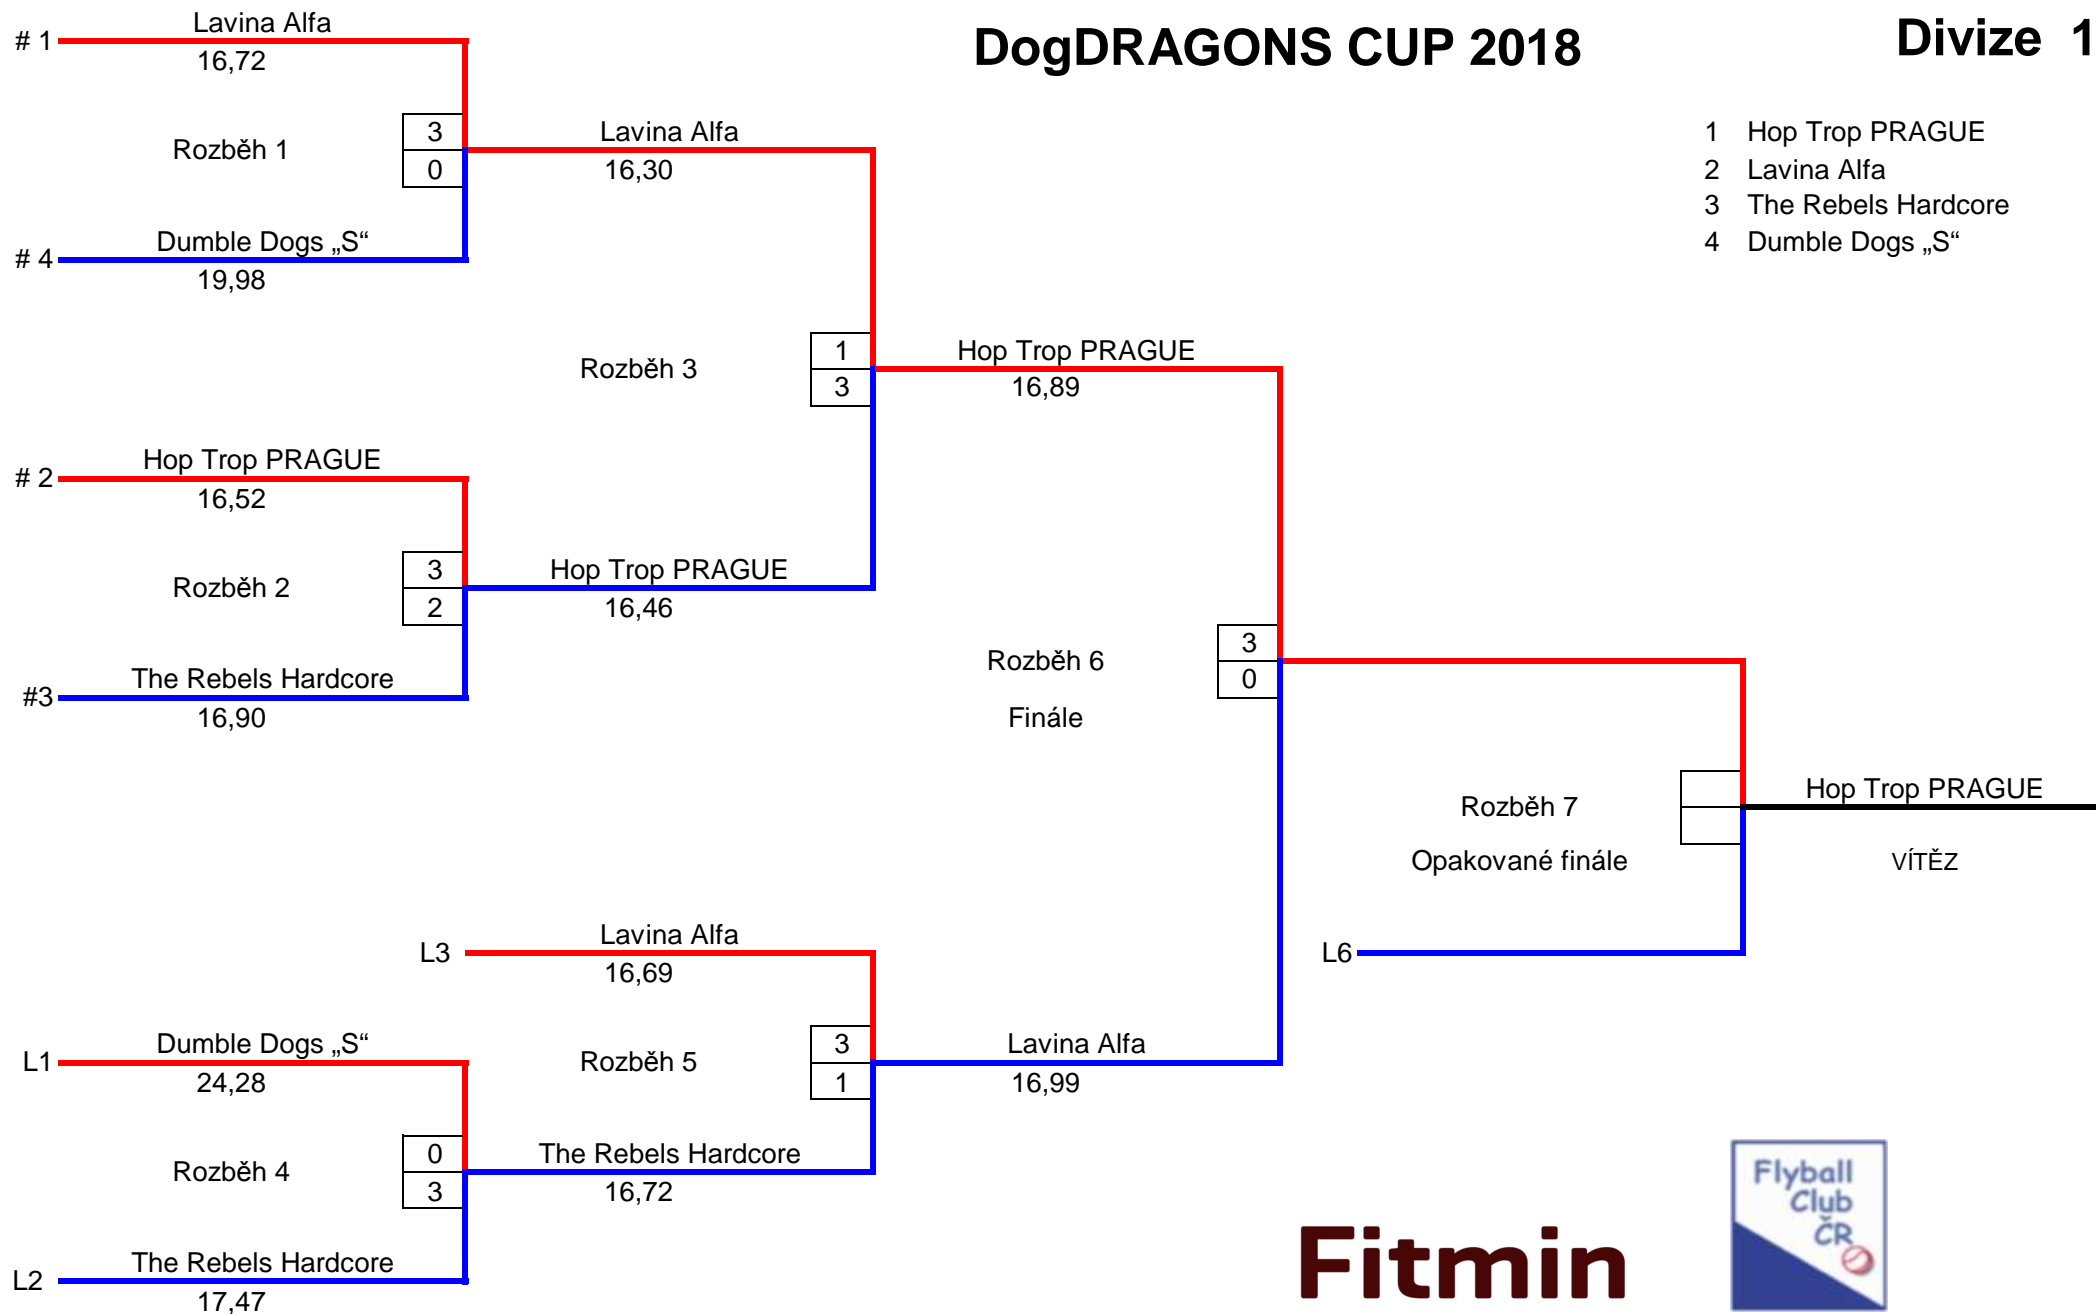 DogDRAGONS CUP 2018
Divize 1
# 1
Lavina Alfa
16,72
Rozběh 1
3
0
# 4
Dumble Dogs „S“
19,98
Lavina Alfa
16,30
1 Hop Trop PRAGUE
2 Lavina Alfa
3 The Rebels Hardcore
4 Dumble Dogs „S“
Rozběh 3
1
3
Hop Trop PRAGUE
16,89
# 2
Hop Trop PRAGUE
16,52
Rozběh 2
3
2
#3
The Rebels Hardcore
16,90
Hop Trop PRAGUE
16,46
Rozběh 6
Finále
3
0
Rozběh 7
Opakované finále
Hop Trop PRAGUE
VÍTĚZ
L6
L3
Lavina Alfa
16,69
Rozběh 5
3
1
Lavina Alfa
16,99
L1
Dumble Dogs „S“
24,28
Rozběh 4
0
3
The Rebels Hardcore
16,72
L2
The Rebels Hardcore
17,47
Fitmin
Flyball
Club
ČR